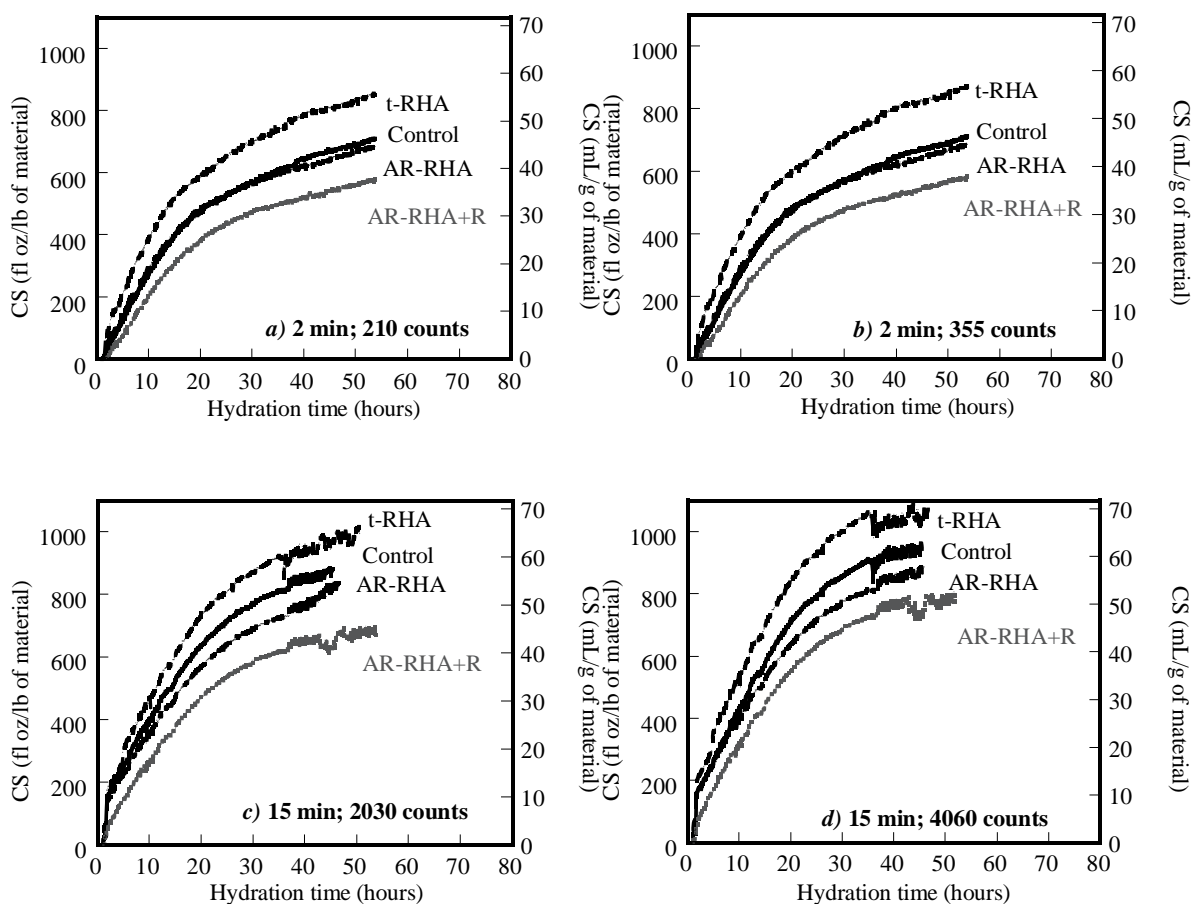 1000
800
600
400
200
0
CS (fl oz/lb of material)
70
60
50
40
30
20
10
0
CS (mL/g of material)
t-RHA
Control
AR-RHA
AR-RHA+R
a) 2 min; 210 counts
0 10 20 30 40 50 60 70 80
Hydration time (hours)
1000
800
600
400
200
0
CS (fl oz/lb of material)
70
60
50
40
30
20
10
0
CS (mL/g of material)
t-RHA
Control
AR-RHA
AR-RHA+R
b) 2 min; 355 counts
0 10 20 30 40 50 60 70 80
Hydration time (hours)
1000
800
600
400
200
0
CS (fl oz/lb of material)
70
60
50
40
30
20
10
0
CS (mL/g of material)
t-RHA
Control
AR-RHA
AR-RHA+R
c) 15 min; 2030 counts
0 10 20 30 40 50 60 70 80
Hydration time (hours)
1000
800
600
400
200
0
CS (fl oz/lb of material)
70
60
50
40
30
20
10
0
CS (mL/g of material)
t-RHA
Control
AR-RHA
AR-RHA+R
d) 15 min; 4060 counts
0 10 20 30 40 50 60 70 80
Hydration time (hours)